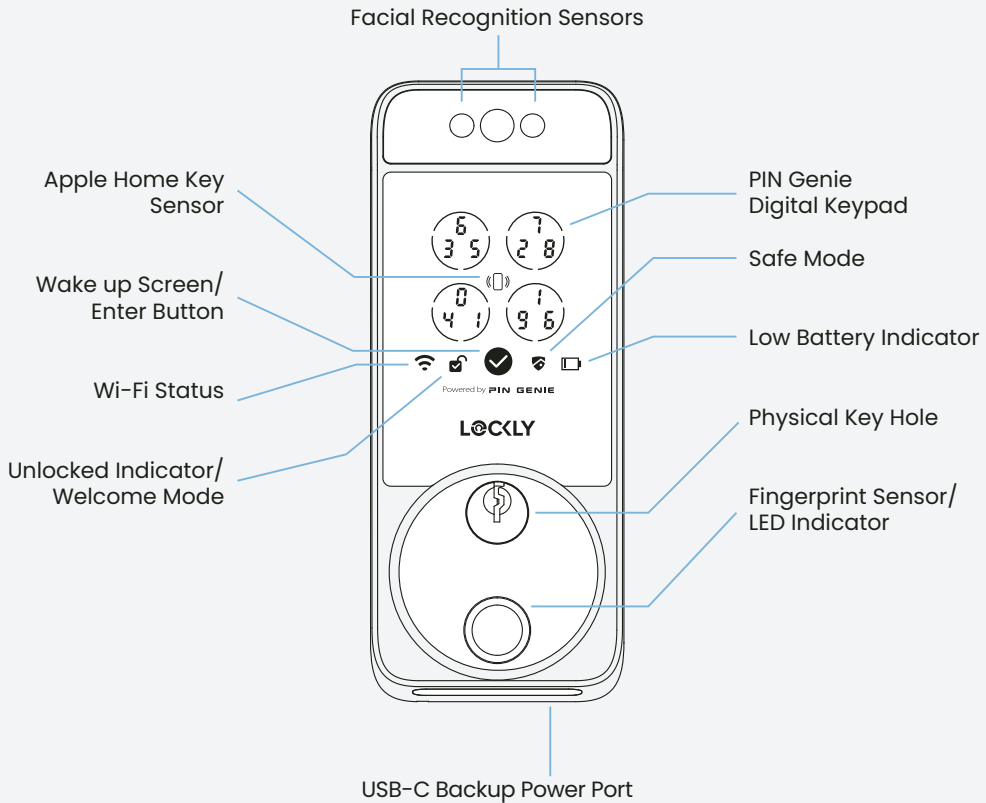 Facial Recognition Sensors
Apple Home Key
Sensor
PIN Genie
Digital Keypad
Wake up Screen/
Enter Button
Safe Mode
Wi-Fi Status
Low Battery Indicator
Unlocked Indicator/
Welcome Mode
Physical Key Hole
Fingerprint Sensor/
LED Indicator
6 7
3 5 2 8
0 1
4 1 9 6
Powered by PIN GENIE
LOCKLY
USB-C Backup Power Port